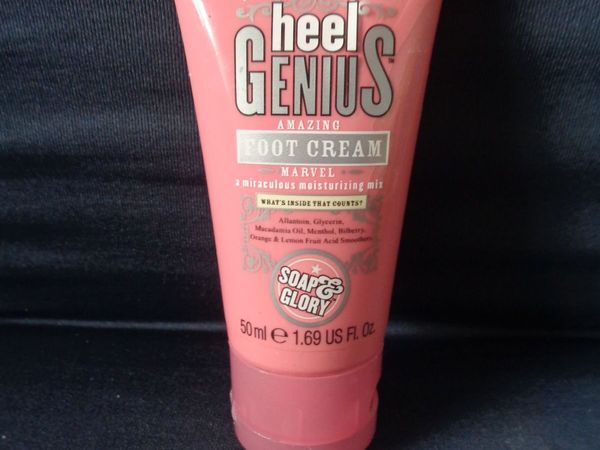 heel
GENIUS™
AMAZING
FOOT CREAM
MARVEL
a miraculous moisturizing mix
WHAT'S INSIDE THAT COUNTS?
Allantoin, Glycerin,
Macadamia Oil, Menthol, Bilberry,
Orange & Lemon Fruit Acid Smoothers.
SOAP &
GLORY
50ml e 1.69 US Fl. Oz.